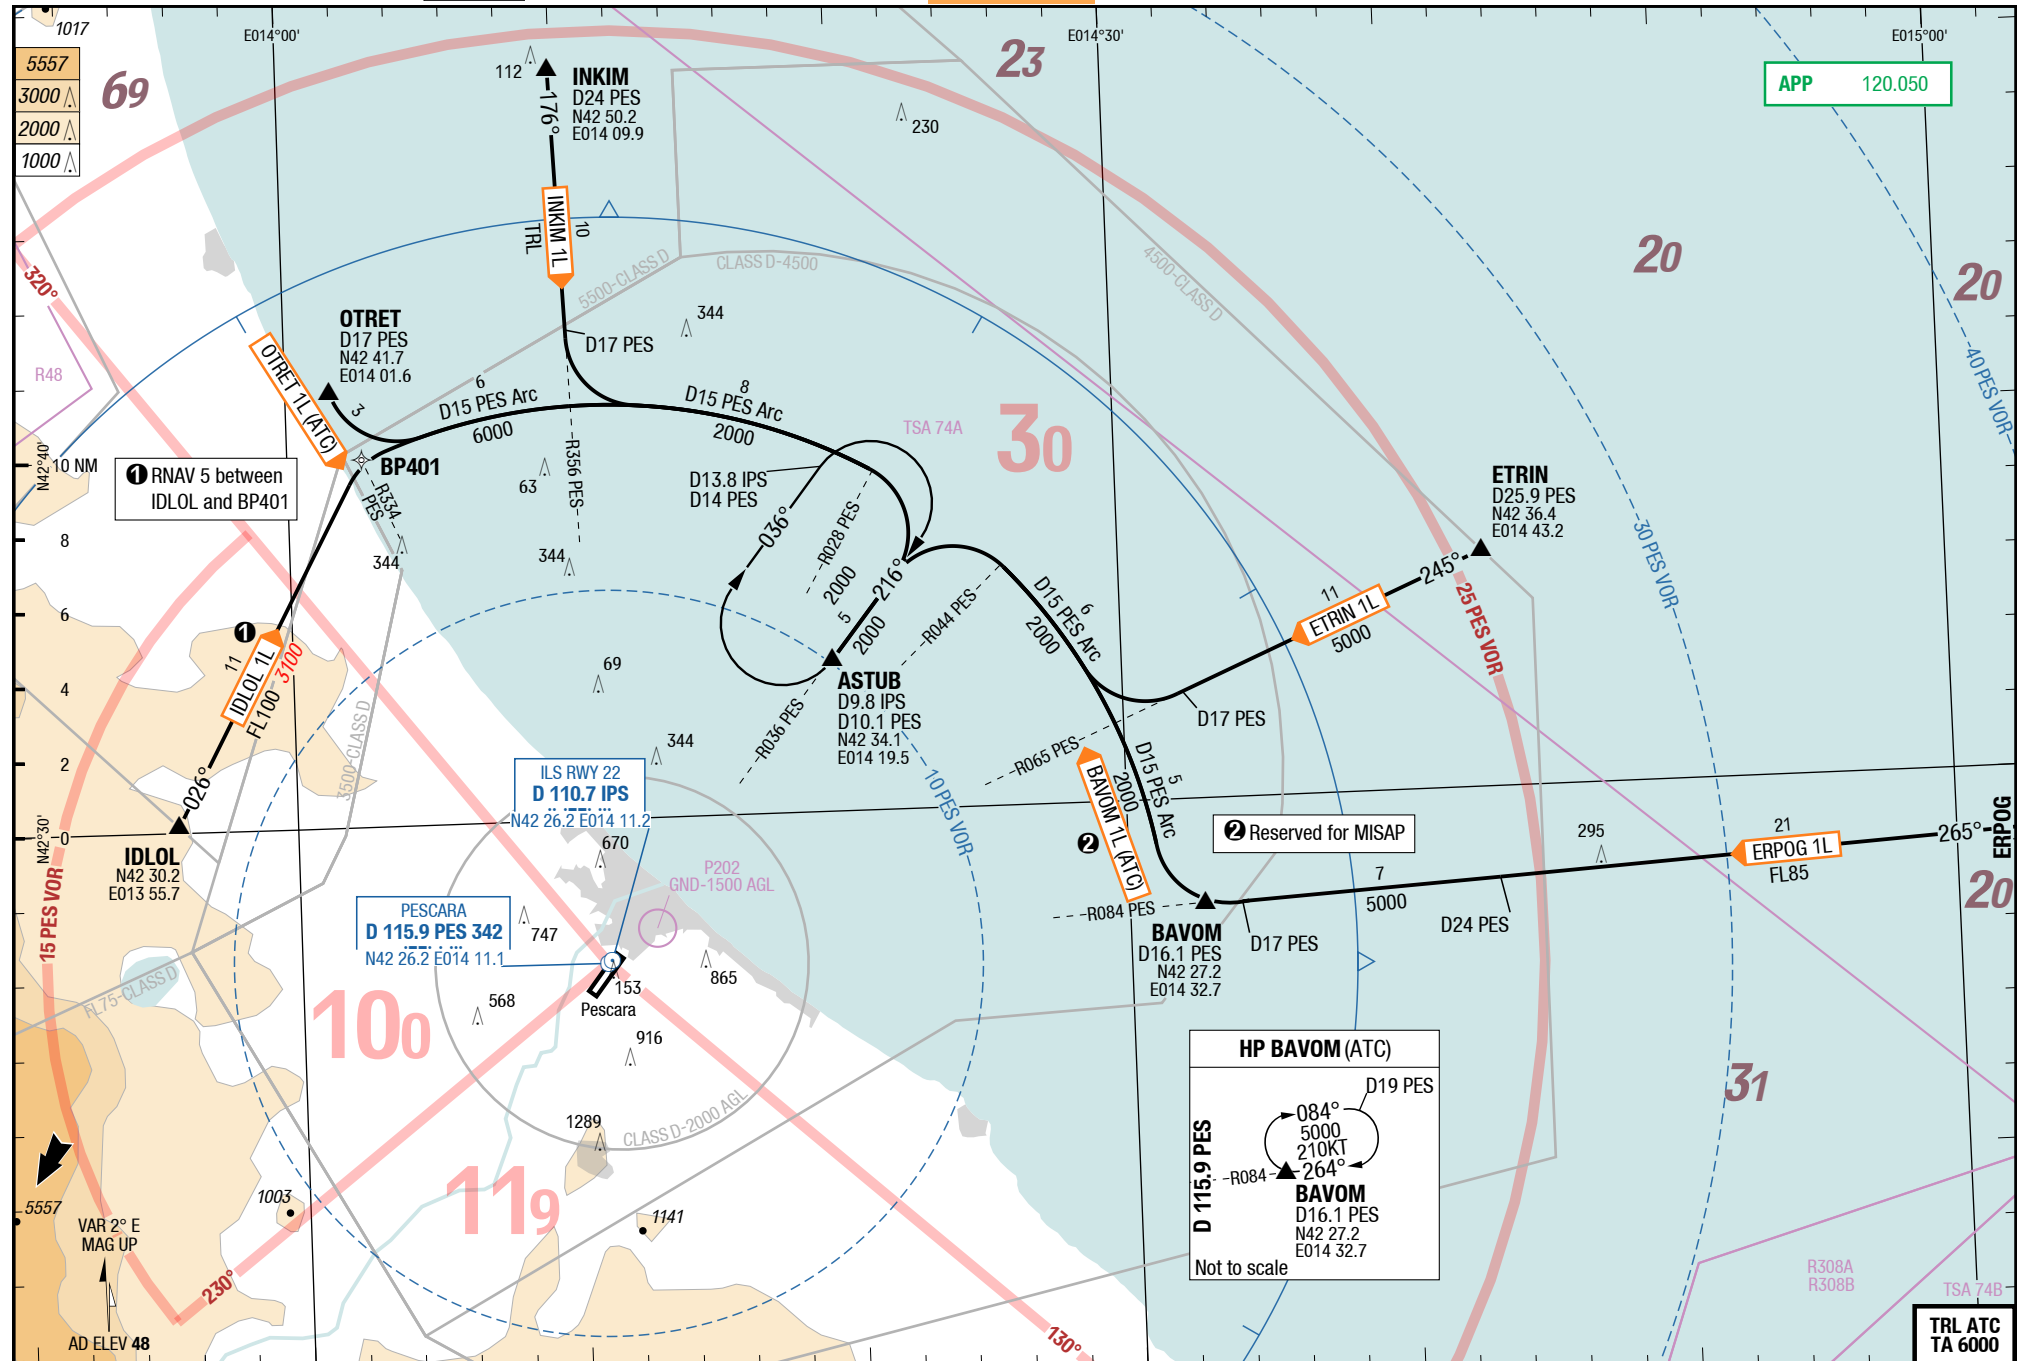 1017
E014°00'
E014°30'
E015°00'
5557
3000
2000
1000
69
23
APP 120.050
112
INKIM
D24 PES
N42 50.2
E014 09.9
176°
230
INKIM 1L
10
TRL
5500-CLASS D
CLASS D-4500
4500-CLASS D
20
20
320°
OTRET
D17 PES
N42 41.7
E014 01.6
344
D17 PES
R48
OTRET 1L (ATC)
3
6
D15 PES Arc
6000
8
D15 PES Arc
2000
TSA 74A
30
40 PES VOR
N42°40'
10 NM
BP401
R334
PES
63
R356 PES
D13.8 IPS
D14 PES
036°
R028 PES
ETRIN
D25.9 PES
N42 36.4
E014 43.2
❶ RNAV 5 between
IDLOL and BP401
8
344
344
2000
216°
5
2000
R044 PES
D15 PES Arc
6
2000
245°
11
ETRIN 1L
5000
25 PES VOR
30 PES VOR
6
❶
11
IDLOL 1L
FL100
3100
69
ASTUB
D9.8 IPS
D10.1 PES
N42 34.1
E014 19.5
R036 PES
D17 PES
4
3500-CLASS D
344
R065 PES
2
026°
ILS RWY 22
D 110.7 IPS
N42 26.2 E014 11.2
10 PES VOR
BAVOM 1L (ATC)
2000
D15 PES Arc
5
❷
❷ Reserved for MISAP
295
21
ERPOG 1L
FL85
265°
ERPOG
N42°30'
0
IDLOL
N42 30.2
E013 55.7
670
P202
GND-1500 AGL
7
5000
20
15 PES VOR
PESCARA
D 115.9 PES 342
N42 26.2 E014 11.1
747
R084 PES
BAVOM
D16.1 PES
N42 27.2
E014 32.7
D17 PES
D24 PES
FL75-CLASS D
568
153
Pescara
865
100
916
HP BAVOM (ATC)
D19 PES
084°
5000
210KT
264°
R084
BAVOM
D16.1 PES
N42 27.2
E014 32.7
D 115.9 PES
Not to scale
31
1289
CLASS D-2000 AGL
119
5557
1003
1141
VAR 2° E
MAG UP
230°
AD ELEV 48
130°
R308A
R308B
TSA 74B
TRL ATC
TA 6000